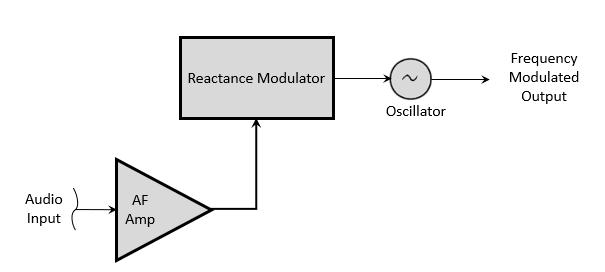 Reactance Modulator
Oscillator
Frequency
Modulated
Output
Audio
Input
AF
Amp